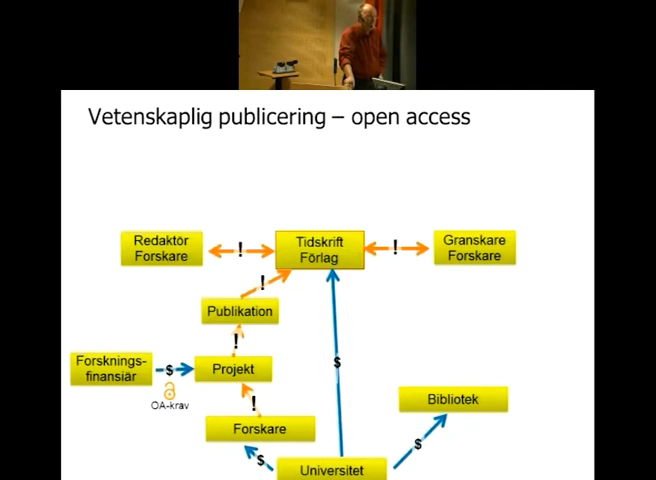 Vetenskaplig publicering – open access
Redaktör
Forskare
!
Tidskrift
Förlag
!
Granskare
Forskare
!
Publikation
!
Forsknings-
finansiär
$
Projekt
$
OA-krav
!
Bibliotek
Forskare
$
$
Universitet